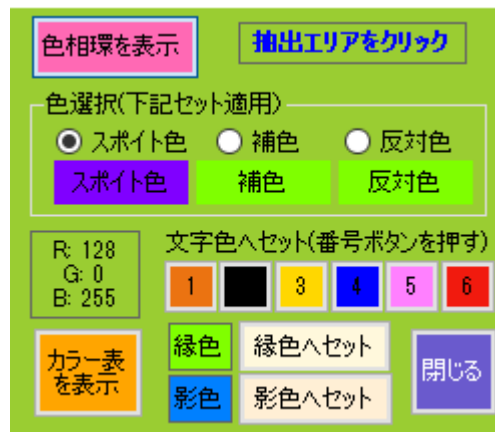 色相環を表示
抽出エリアをクリック
色選択(下記セット適用)
スポイト色 補色 反対色
スポイト色 補色 反対色
R: 128
G: 0
B: 255
文字色へセット(番号ボタンを押す)
1 3 4 5 6
カラー表
を表示
縁色 縁色へセット
影色 影色へセット
閉じる